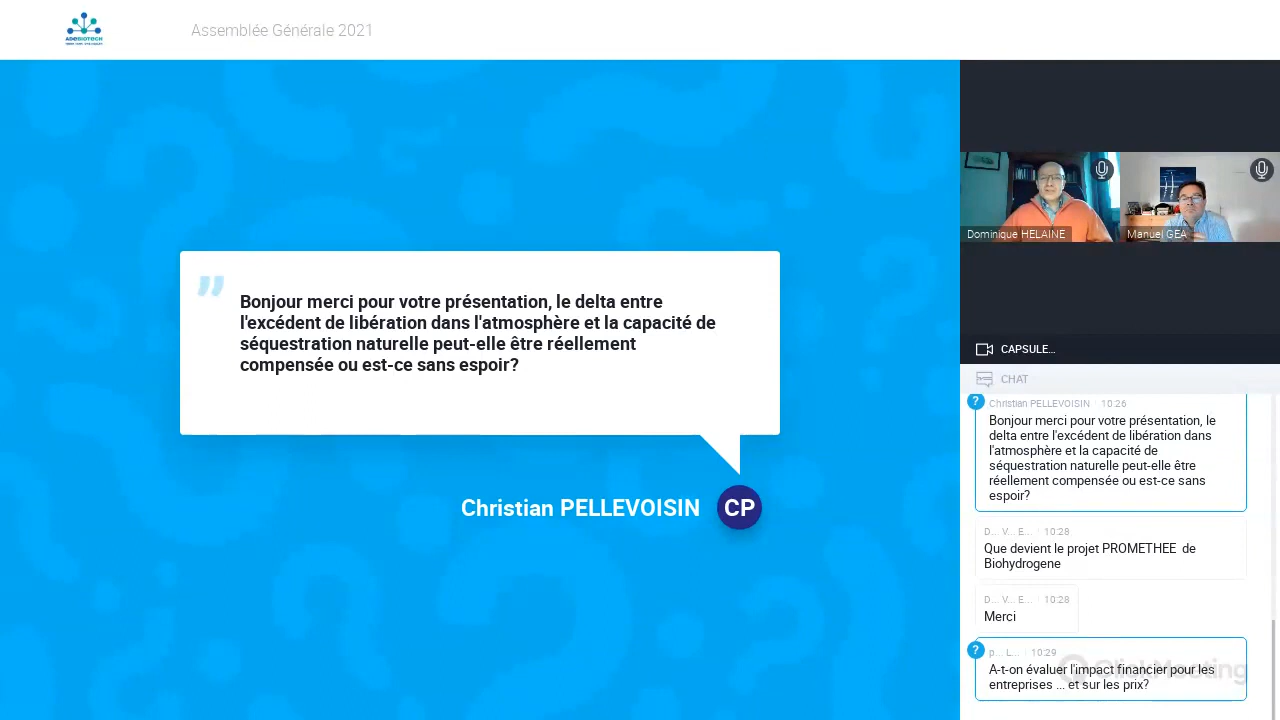 ADEBIOTECH
Assemblée Générale 2021
"
Bonjour merci pour votre présentation, le delta entre
l'excédent de libération dans l'atmosphère et la capacité de
séquestration naturelle peut-elle être réellement
compensée ou est-ce sans espoir?
Christian PELLEVOISIN
CP
Dominique HELAINE
Manuel GEA
CAPSULE...
CHAT
?
Christian PELLEVOISIN 10:26
Bonjour merci pour votre présentation, le
delta entre l'excédent de libération dans
l'atmosphère et la capacité de
séquestration naturelle peut-elle être
réellement compensée ou est-ce sans
espoir?
D... V... E... 10:28
Que devient le projet PROMETHEE de
Biohydrogene
D... V... E... 10:28
Merci
?
p... L... 10:29
A-t-on évaluer l'impact financier pour les
entreprises ... et sur les prix?
ClickMeeting